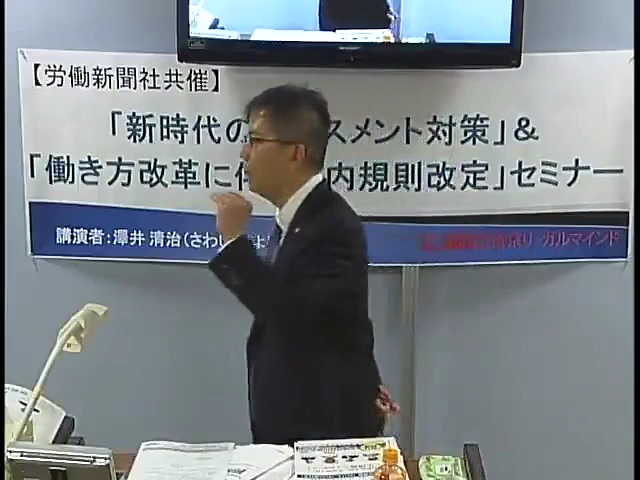 【労働新聞社共催】
「新時代の スメント対策」&
「働き方改革に 内規則改定」セミナー
講演者：澤井 清治（さわい
ガルマインド